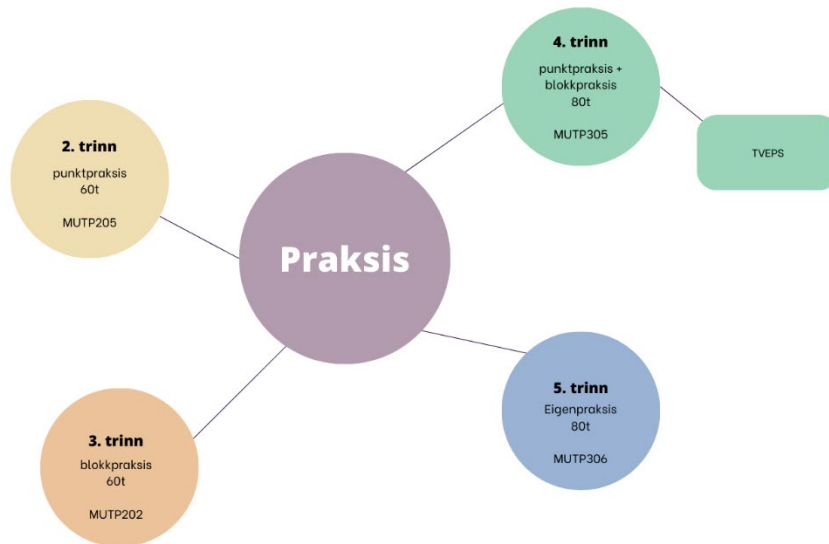 Praksis
2. trinn
punktpraksis
60t
MUTP205
3. trinn
blokkpraksis
60t
MUTP202
4. trinn
punktpraksis +
blokkpraksis
80t
MUTP305
TVEPS
5. trinn
Eigenpraksis
80t
MUTP306